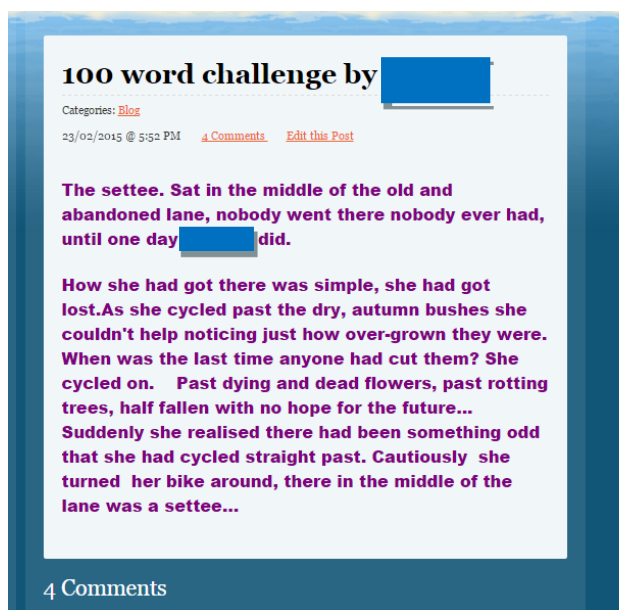 100 word challenge by
Categories: Blog
23/02/2015 @ 5:52 PM 4 Comments Edit this Post
The settee. Sat in the middle of the old and
abandoned lane, nobody went there nobody ever had,
until one day did.
How she had got there was simple, she had got
lost.As she cycled past the dry, autumn bushes she
couldn't help noticing just how over-grown they were.
When was the last time anyone had cut them? She
cycled on. Past dying and dead flowers, past rotting
trees, half fallen with no hope for the future...
Suddenly she realised there had been something odd
that she had cycled straight past. Cautiously she
turned her bike around, there in the middle of the
lane was a settee...
4 Comments